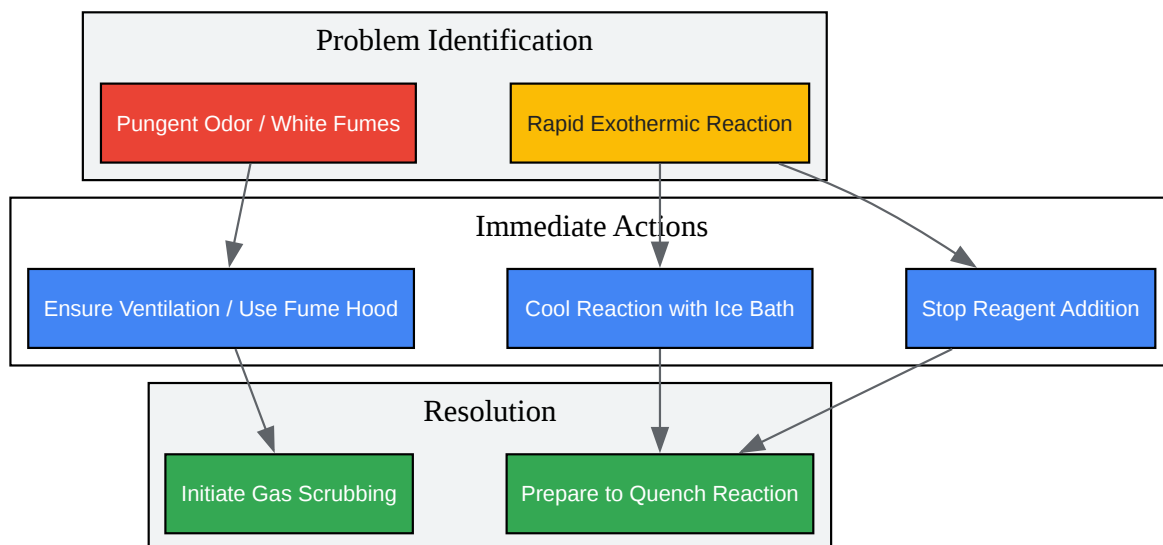 Problem Identification
Pungent Odor / White Fumes
Rapid Exothermic Reaction
Immediate Actions
Ensure Ventilation / Use Fume Hood
Cool Reaction with Ice Bath
Stop Reagent Addition
Resolution
Initiate Gas Scrubbing
Prepare to Quench Reaction